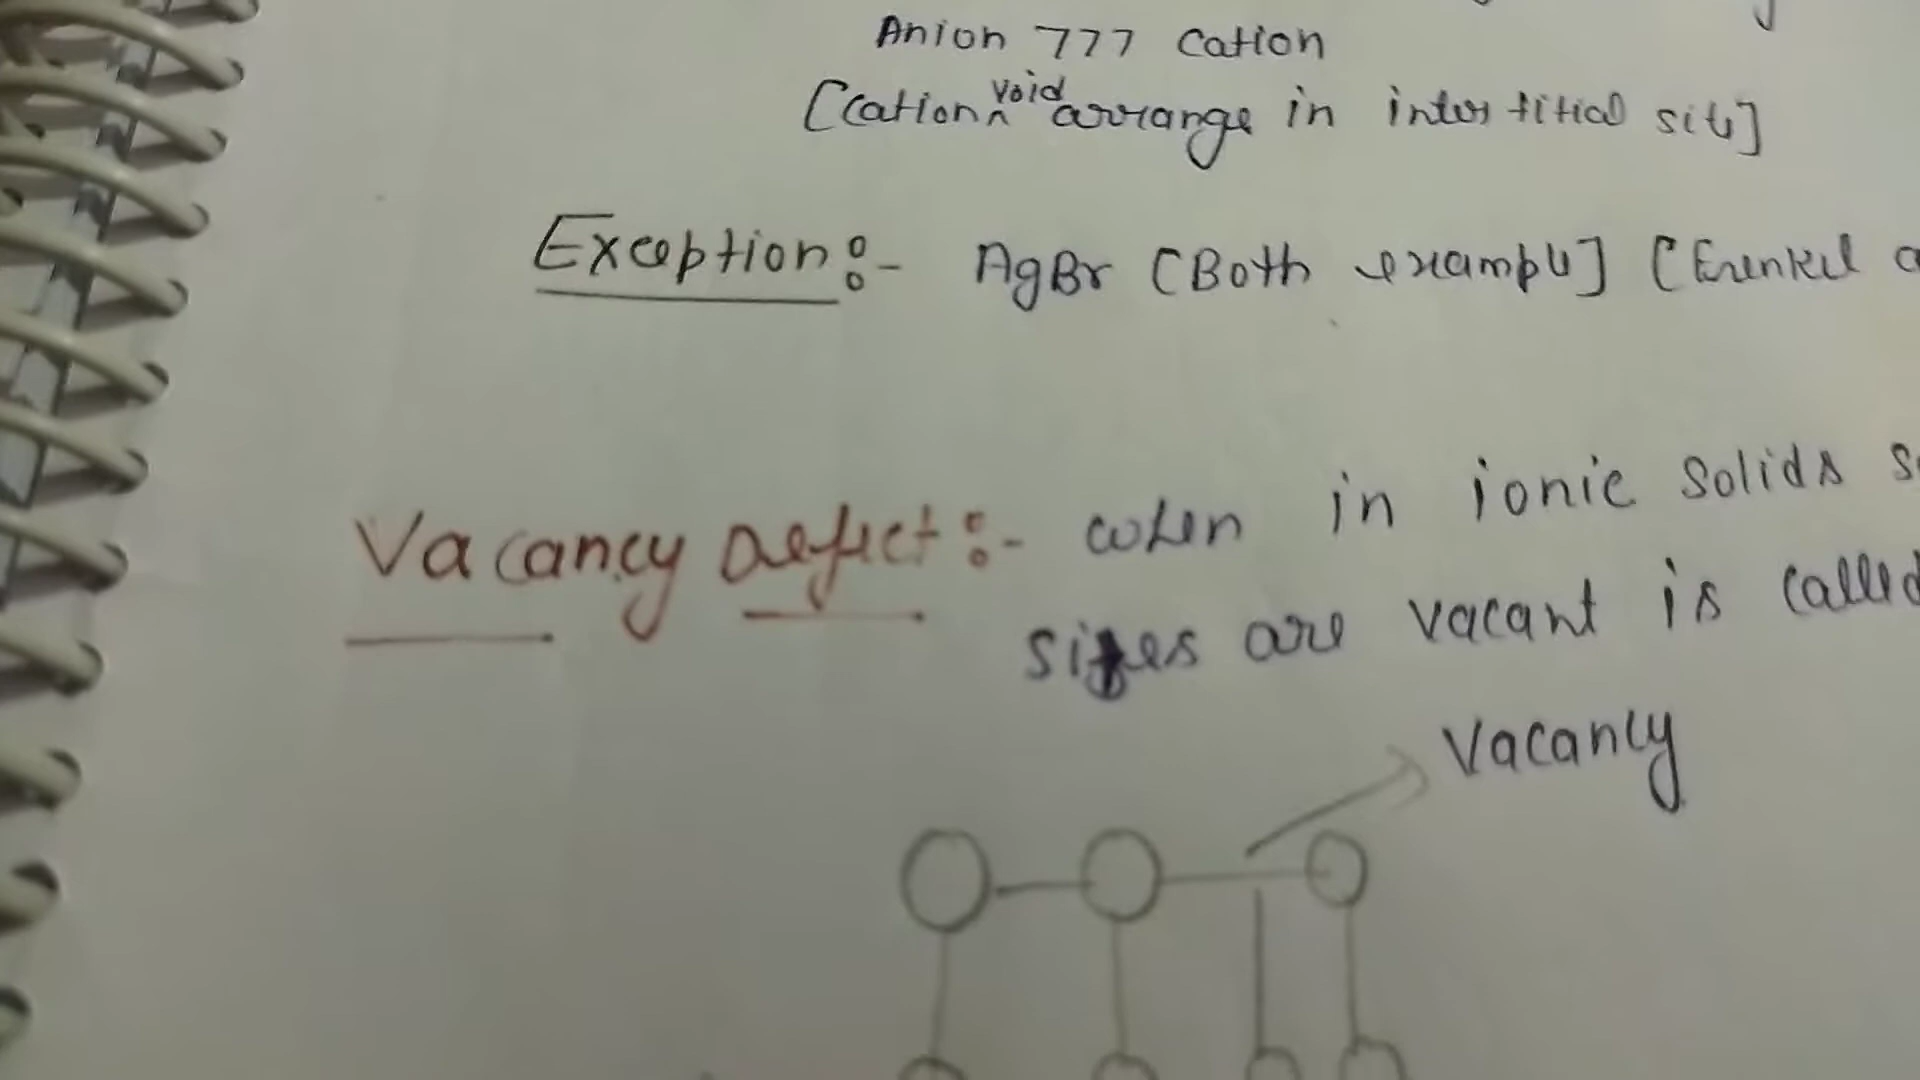 Anion 777 Cation
[Cation void arrange in interstitial site]
Exception:- AgBr [Both example] [Frenkel
Vacancy Defect:- when in ionic solids
sites are vacant is called
Vacancy